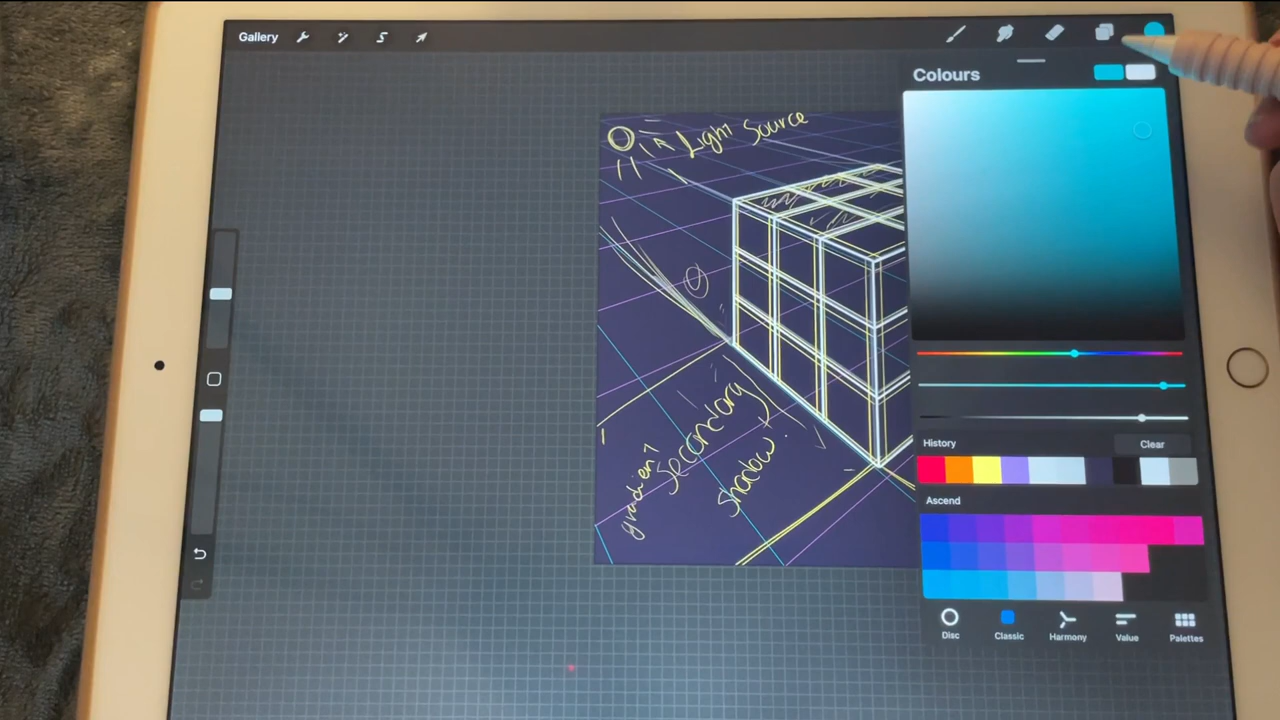 Gallery
Colours
Light Source
gradient
Secondary
Shadow.
History
Clear
Ascend
Disc
Classic
Harmony
Value
Palettes